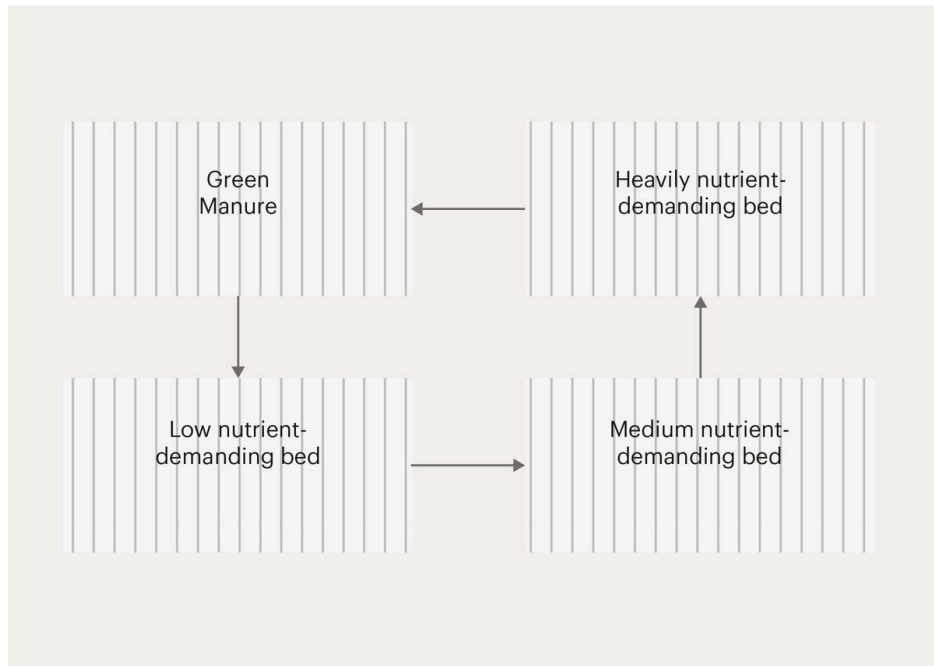 Green
Manure
Heavily nutrient-
demanding bed
Low nutrient-
demanding bed
Medium nutrient-
demanding bed